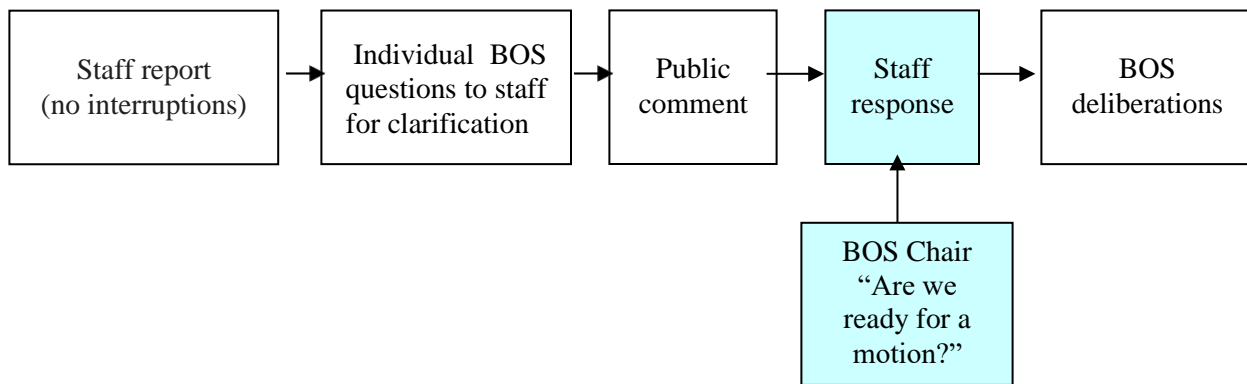 Staff report
(no interruptions)
Individual BOS
questions to staff
for clarification
Public
comment
Staff
response
BOS
deliberations
BOS Chair
“Are we
ready for a
motion?”